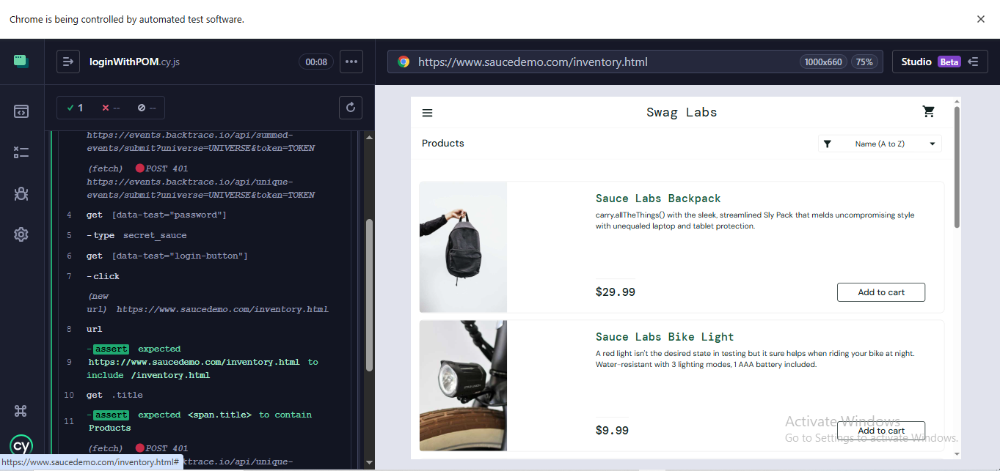 Chrome is being controlled by automated test software.
loginWithPOM.cy.js
00:08
https://www.saucedemo.com/inventory.html
1000x660
75%
Studio Beta
1
--
--
https://events.backtrace.io/api/summed-
events/submit?universe=UNIVERSE&token=TOKEN
(fetch) POST 401
https://events.backtrace.io/api/unique-
events/submit?universe=UNIVERSE&token=TOKEN
4 get [data-test="password"]
5 -type secret_sauce
6 get [data-test="login-button"]
7 -click
(new
url) https://www.saucedemo.com/inventory.html
8 url
-assert expected
9 https://www.saucedemo.com/inventory.html to
include /inventory.html
10 get .title
-assert expected <span.title> to contain
11 Products
(fetch) POST 401
ktrace.io/api/unique-
cy
https://www.saucedemo.com/inventory.html#
Swag Labs
Products
Name (A to Z)
Sauce Labs Backpack
carry.allTheThings() with the sleek, streamlined Sly Pack that melds uncompromising style
with unequaled laptop and tablet protection.
$29.99
Add to cart
Sauce Labs Bike Light
A red light isn't the desired state in testing but it sure helps when riding your bike at night.
Water-resistant with 3 lighting modes, 1 AAA battery included.
$9.99
Add to cart
Activate Windows
Go to Settings to activate Windows.